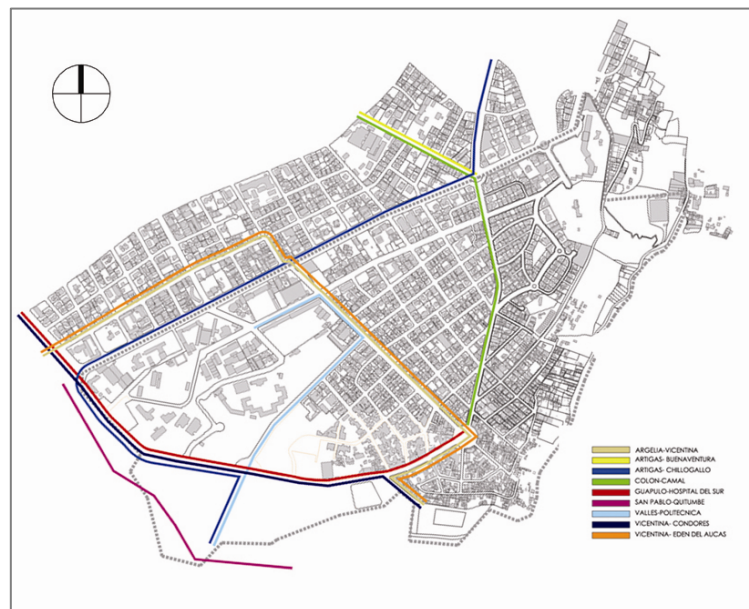 ARGELIA-VICENTINA
ARTIGAS- BUENAVENTURA
ARTIGAS- CHILLOGALLO
COLON-CAMAL
GUAPULO-HOSPITAL DEL SUR
SAN PABLO-QUITUMBE
VALLES-POLITECNICA
VICENTINA- CONDORES
VICENTINA- EDEN DEL AUCAS